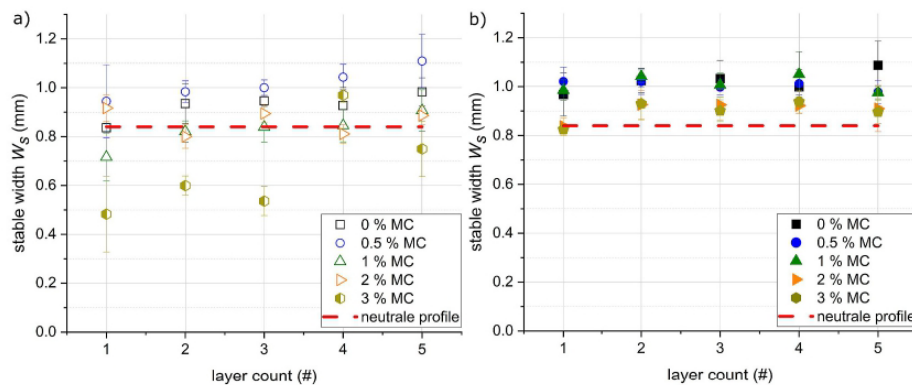 a)
stable width Ws (mm)
1.2
1.0
0.8
0.6
0.4
0.2
0.0
0 % MC
0.5 % MC
1 % MC
2 % MC
3 % MC
neutrale profile
1 2 3 4 5
layer count (#)
b)
stable width Ws (mm)
1.2
1.0
0.8
0.6
0.4
0.2
0.0
0 % MC
0.5 % MC
1 % MC
2 % MC
3 % MC
neutrale profile
1 2 3 4 5
layer count (#)